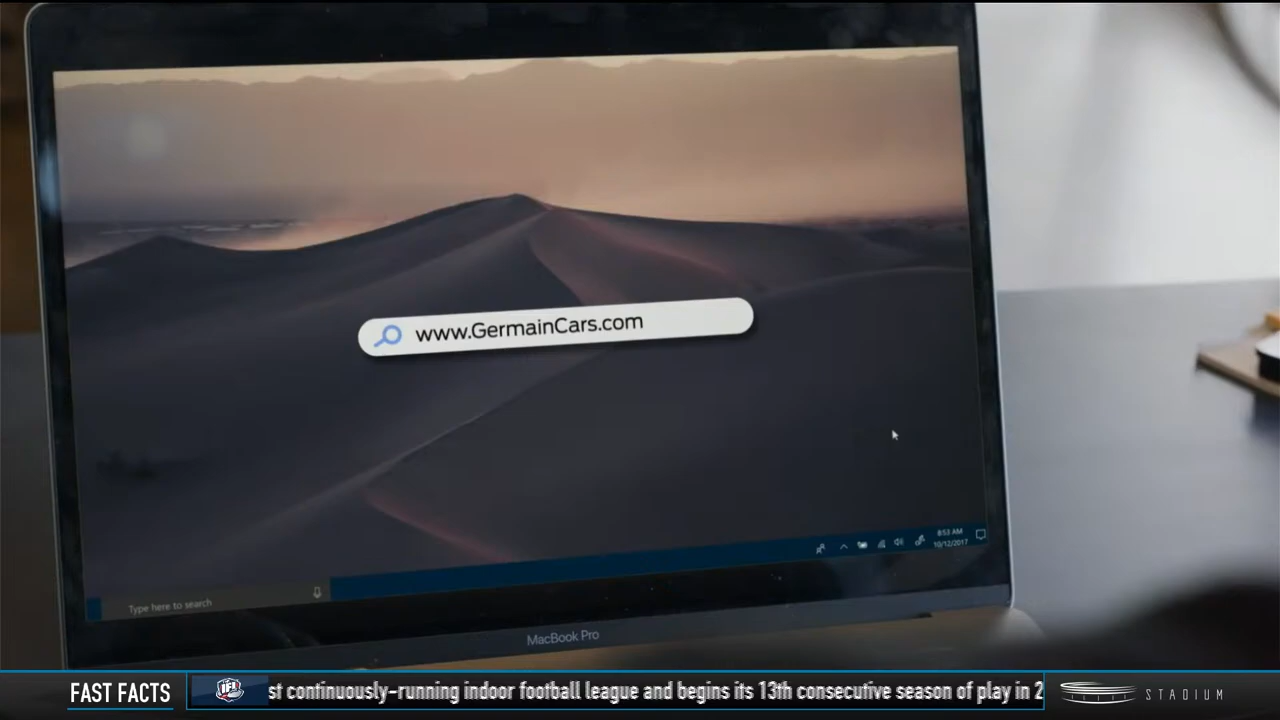 www.GermainCars.com
8:53 AM
10/12/2017
Type here to search
MacBook Pro
FAST FACTS
IFL
st continuously-running indoor football league and begins its 13th consecutive season of play in 2
STADIUM